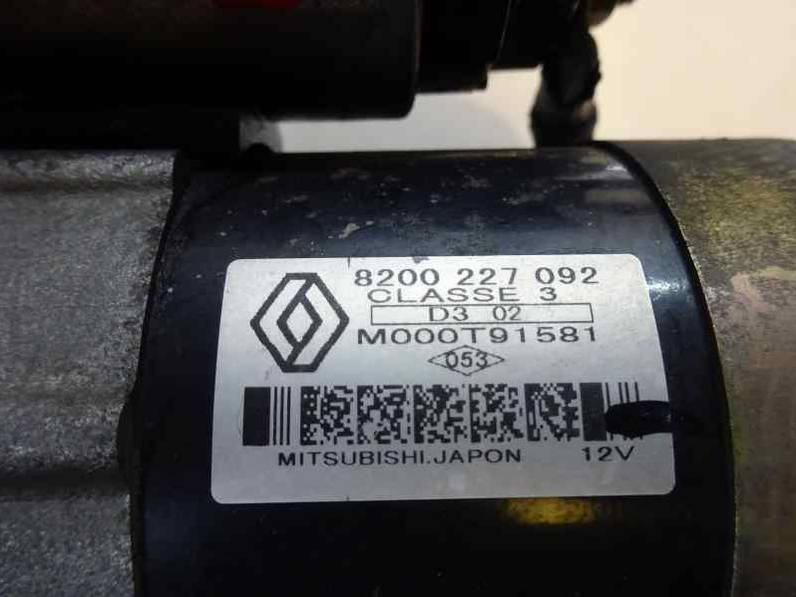 8200 227 092
CLASSE 3
D3 02
M000T91581
053
MITSUBISHI.JAPON 12V